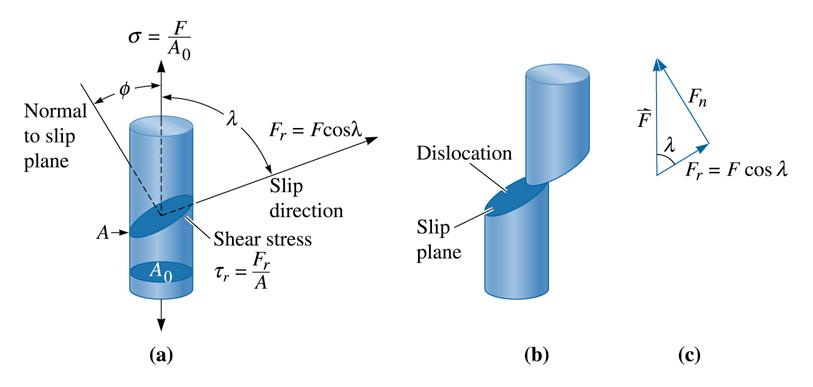 σ = F/A₀
ϕ
Normal
to slip
plane
λ
Fᵣ = Fcosλ
Slip
direction
A
Shear stress
τᵣ = Fᵣ/A
A₀
(a)
Dislocation
Slip
plane
(b)
F⃗
Fₙ
λ
Fᵣ = F cos λ
(c)